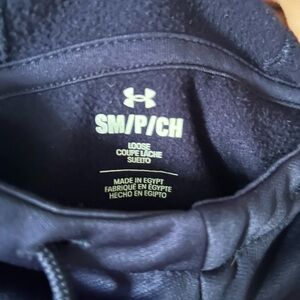 SM/P/CH
LOOSE
COUPE LÂCHE
SUELTO
MADE IN EGYPT
FABRIQUÉ EN ÉGYPTE
HECHO EN EGIPTO